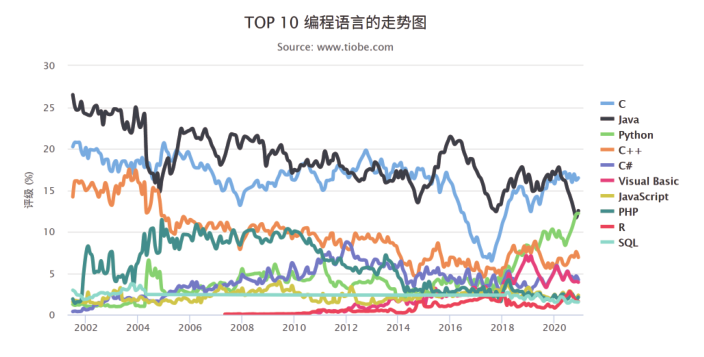 TOP 10 编程语言的走势图
Source: www.tiobe.com
评级 (%)
30
25
20
15
10
5
0
2002 2004 2006 2008 2010 2012 2014 2016 2018 2020
C
Java
Python
C++
C#
Visual Basic
JavaScript
PHP
R
SQL